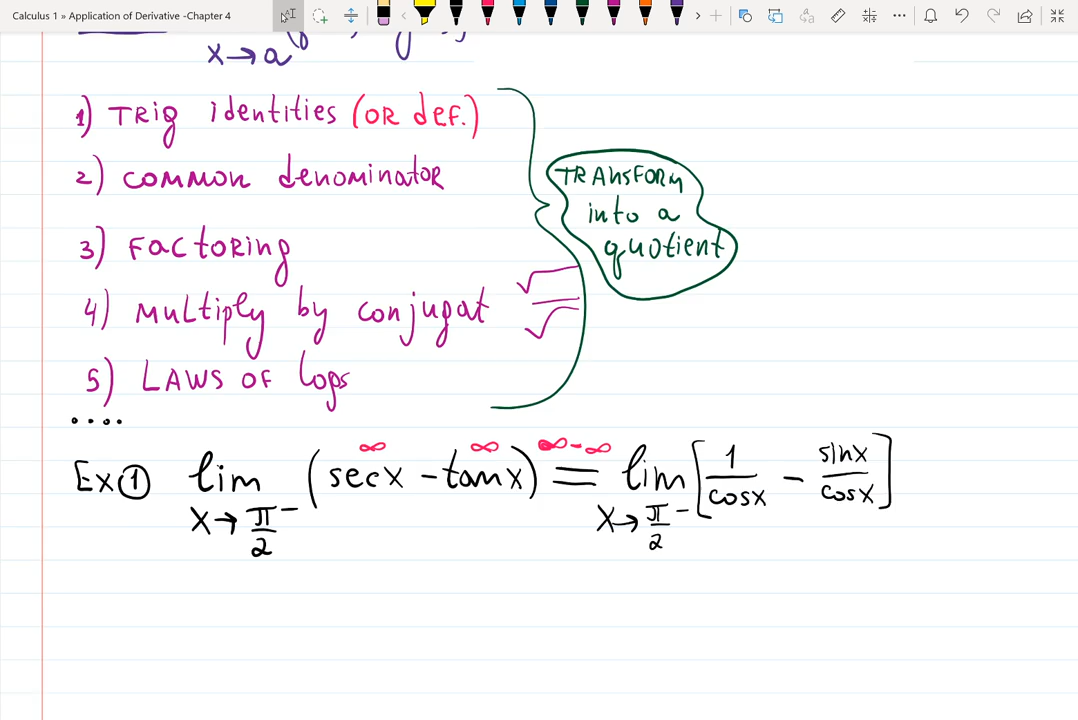 Calculus 1 » Application of Derivative -Chapter 4
x→a
1) TRig identities (OR def.)
2) common denominator
3) Factoring
4) Multiply by conjugat √ = √
5) LAWS OF Logs
....
TRAnsform
into a
quotient
∞ ∞ ∞-∞
Ex① lim (secx - tanx) = lim [1/cosx - sinx/cosx]
x→π/2⁻ x→π/2⁻